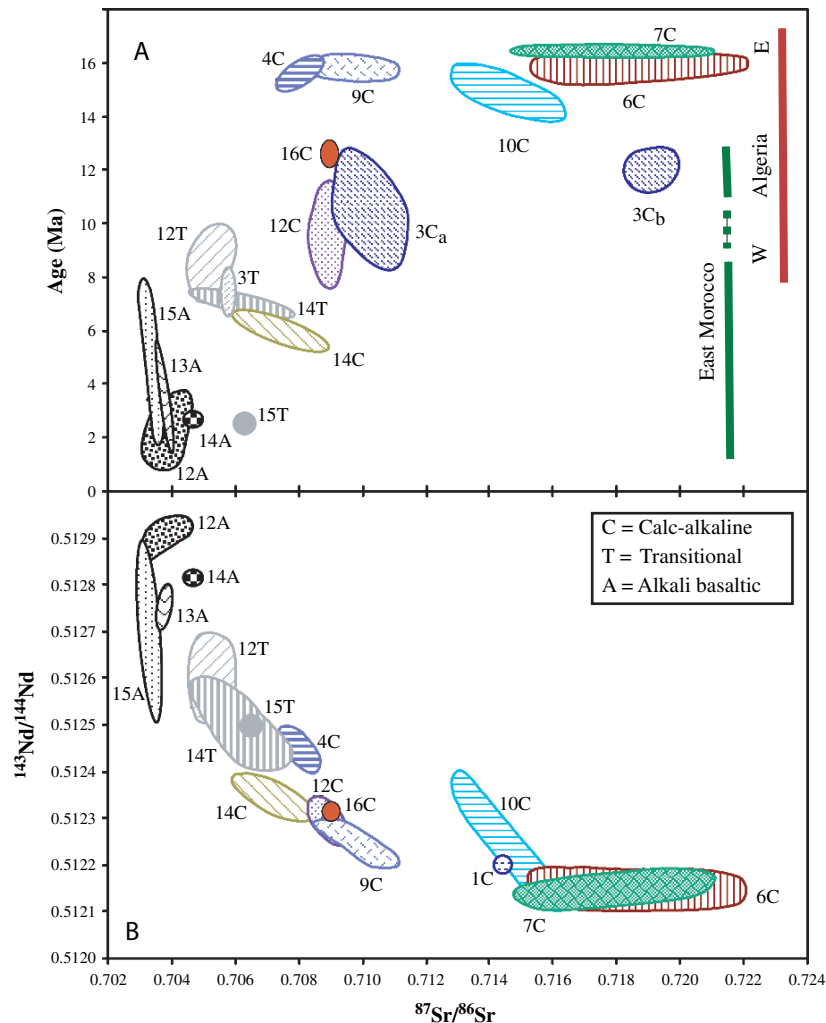 A
18
16
14
12
10
8
6
4
2
0
Age (Ma)
4C
9C
7C
6C
10C
16C
12C
3Ca
3Cb
12T
3T
14T
14C
15A
13A
14A
15T
12A
E
Algeria
W
East Morocco
B
0.5129
0.5128
0.5127
0.5126
0.5125
0.5124
0.5123
0.5122
0.5121
0.5120
143Nd/144Nd
C = Calc-alkaline
T = Transitional
A = Alkali basaltic
12A
14A
13A
12T
15A
15T
14T
4C
12C
14C
16C
9C
10C
1C
7C
6C
0.702 0.704 0.706 0.708 0.710 0.712 0.714 0.716 0.718 0.720 0.722 0.724
87Sr/86Sr